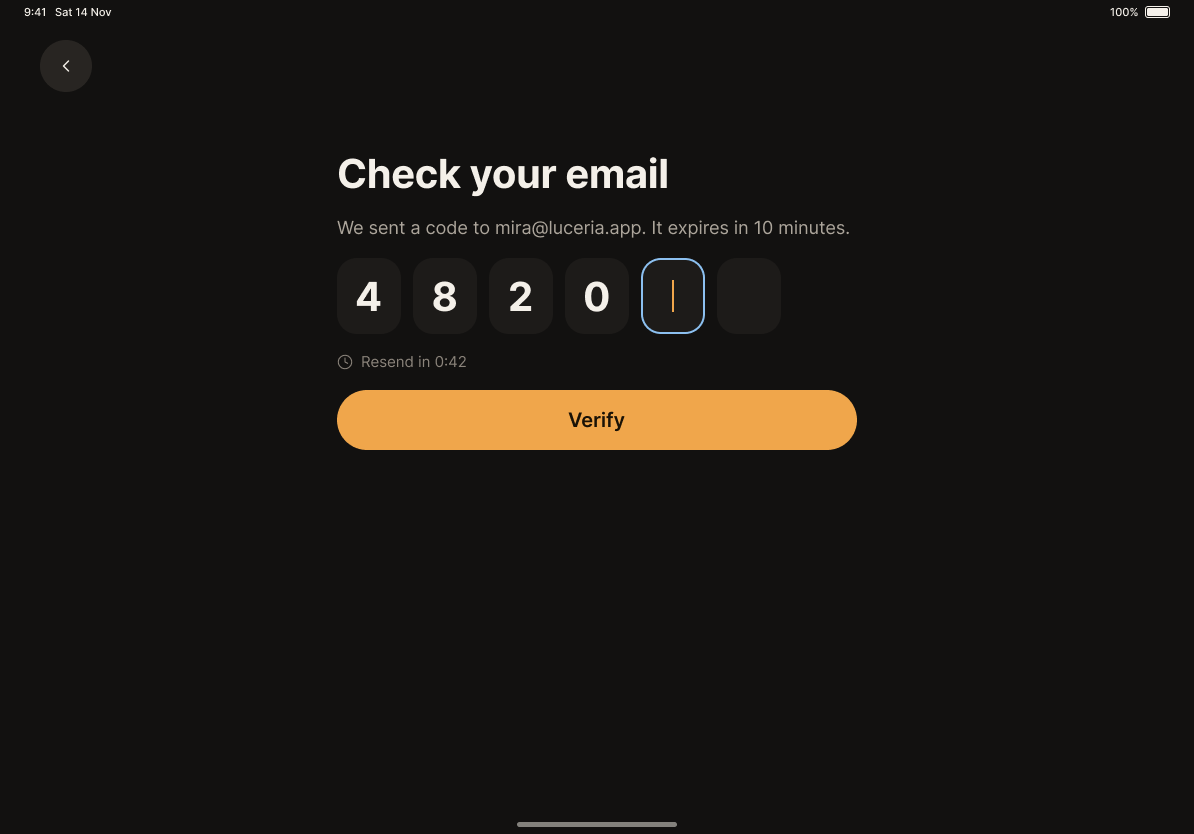 9:41 Sat 14 Nov 100%
Check your email
We sent a code to mira@luceria.app. It expires in 10 minutes.
4 8 2 0
Resend in 0:42
Verify